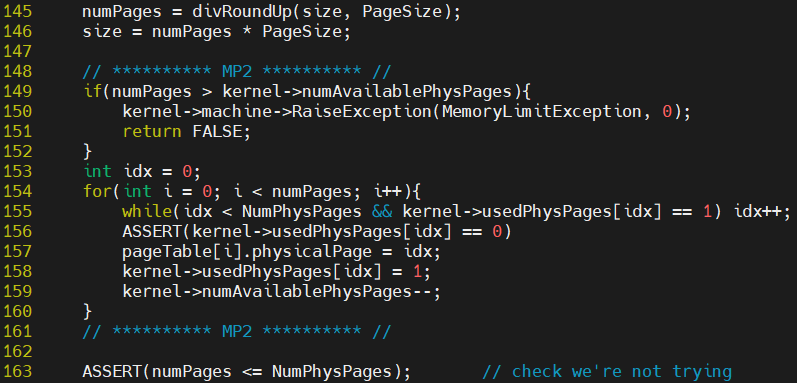 145     numPages = divRoundUp(size, PageSize);
146     size = numPages * PageSize;
147
148     // ********** MP2 ********** //
149     if(numPages > kernel->numAvailablePhysPages){
150         kernel->machine->RaiseException(MemoryLimitException, 0);
151         return FALSE;
152     }
153     int idx = 0;
154     for(int i = 0; i < numPages; i++){
155         while(idx < NumPhysPages && kernel->usedPhysPages[idx] == 1) idx++;
156         ASSERT(kernel->usedPhysPages[idx] == 0)
157         pageTable[i].physicalPage = idx;
158         kernel->usedPhysPages[idx] = 1;
159         kernel->numAvailablePhysPages--;
160     }
161     // ********** MP2 ********** //
162
163     ASSERT(numPages <= NumPhysPages);       // check we're not trying